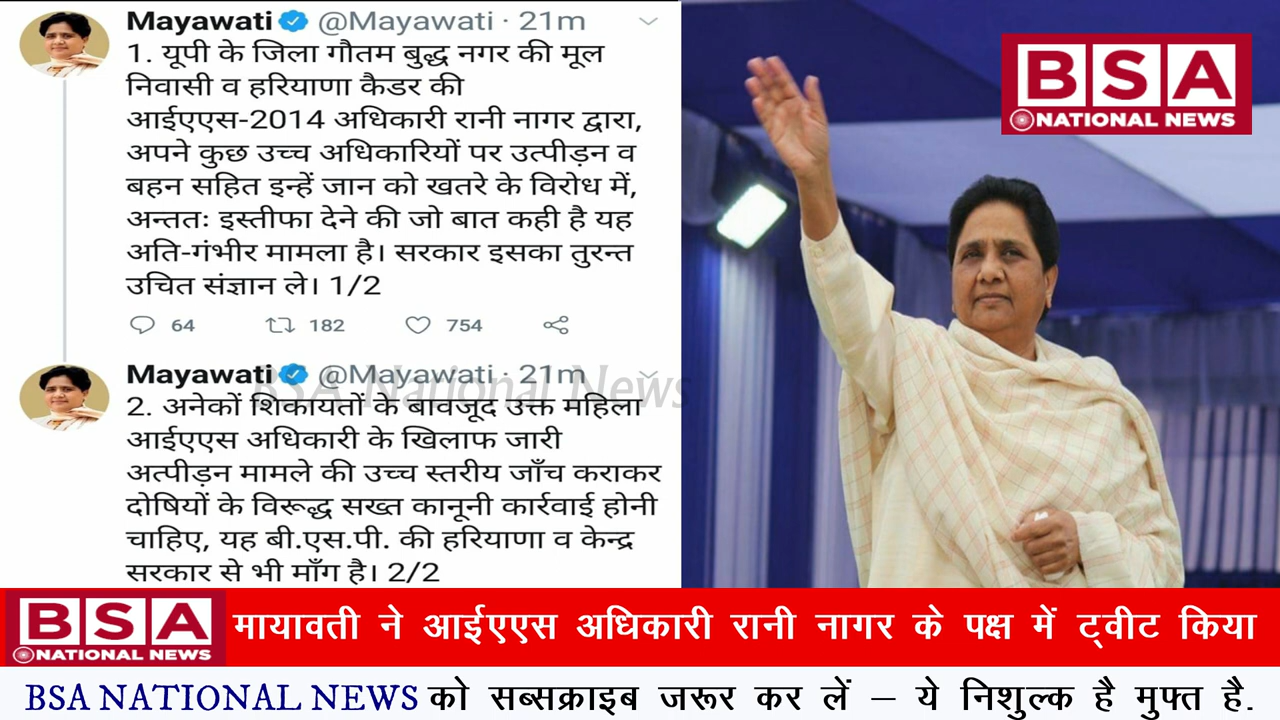 Mayawati @Mayawati · 21m
1. यूपी के जिला गौतम बुद्ध नगर की मूल
निवासी व हरियाणा कैडर की
आईएएस-2014 अधिकारी रानी नागर द्वारा,
अपने कुछ उच्च अधिकारियों पर उत्पीड़न व
बहन सहित इन्हें जान को खतरे के विरोध में,
अन्ततः इस्तीफा देने की जो बात कही है यह
अति-गंभीर मामला है। सरकार इसका तुरन्त
उचित संज्ञान ले। 1/2
64 182 754
Mayawati @Mayawati · 21m
2. अनेकों शिकायतों के बावजूद उक्त महिला
आईएएस अधिकारी के खिलाफ जारी
अत्पीड़न मामले की उच्च स्तरीय जाँच कराकर
दोषियों के विरूद्ध सख्त कानूनी कार्रवाई होनी
चाहिए, यह बी.एस.पी. की हरियाणा व केन्द्र
सरकार से भी माँग है। 2/2
BSA National News
BSA
NATIONAL NEWS
BSA
NATIONAL NEWS
मायावती ने आईएएस अधिकारी रानी नागर के पक्ष में ट्वीट किया
BSA NATIONAL NEWS को सब्सक्राइब जरूर कर लें – ये निशुल्क है मुफ्त है.